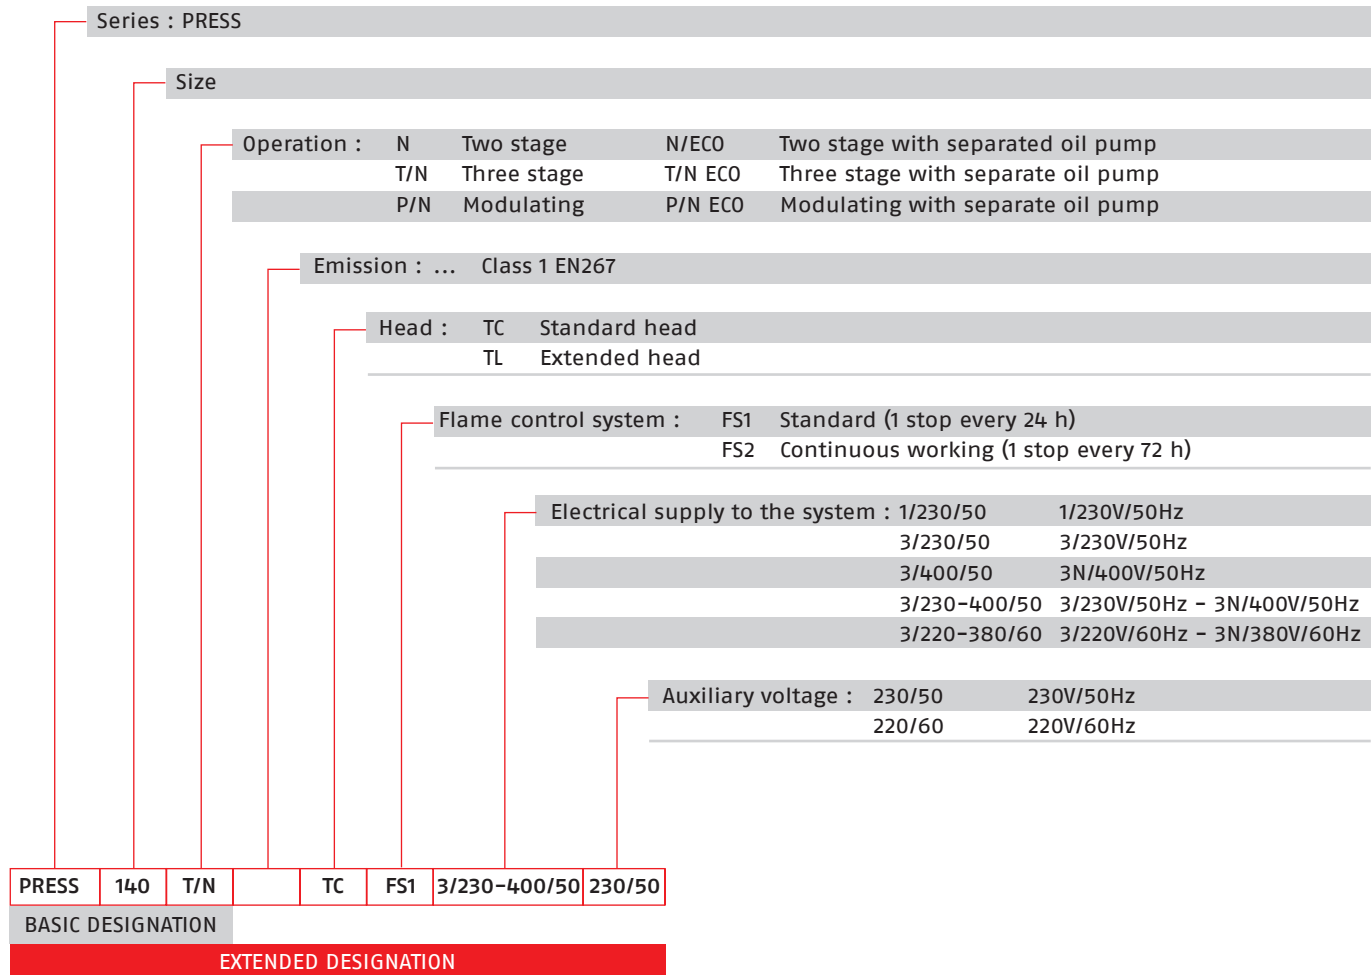 Series : PRESS
Size
Operation : N Two stage N/ECO Two stage with separated oil pump
T/N Three stage T/N ECO Three stage with separate oil pump
P/N Modulating P/N ECO Modulating with separate oil pump
Emission : ... Class 1 EN267
Head : TC Standard head
TL Extended head
Flame control system : FS1 Standard (1 stop every 24 h)
FS2 Continuous working (1 stop every 72 h)
Electrical supply to the system : 1/230/50 1/230V/50Hz
3/230/50 3/230V/50Hz
3/400/50 3N/400V/50Hz
3/230-400/50 3/230V/50Hz - 3N/400V/50Hz
3/220-380/60 3/220V/60Hz - 3N/380V/60Hz
Auxiliary voltage : 230/50 230V/50Hz
220/60 220V/60Hz
PRESS 140 T/N TC FS1 3/230-400/50 230/50
BASIC DESIGNATION
EXTENDED DESIGNATION